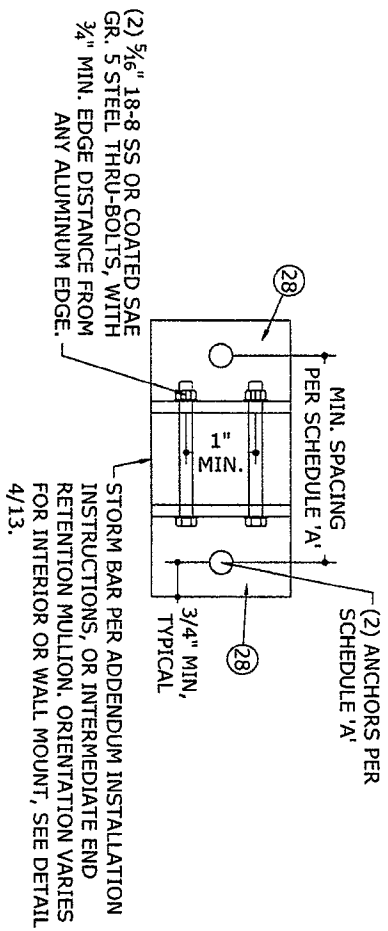 (2) 5/16" 18-8 SS OR COATED SAE
GR. 5 STEEL THRU-BOLTS, WITH
3/4" MIN. EDGE DISTANCE FROM
ANY ALUMINUM EDGE.
28
MIN. SPACING
PER SCHEDULE 'A'
(2) ANCHORS PER
SCHEDULE 'A'
1"
MIN.
28
3/4" MIN,
TYPICAL
STORM BAR PER ADDENDUM INSTALLATION
INSTRUCTIONS, OR INTERMEDIATE END
RETENTION MULLION. ORIENTATION VARIES
FOR INTERIOR OR WALL MOUNT, SEE DETAIL
4/13.